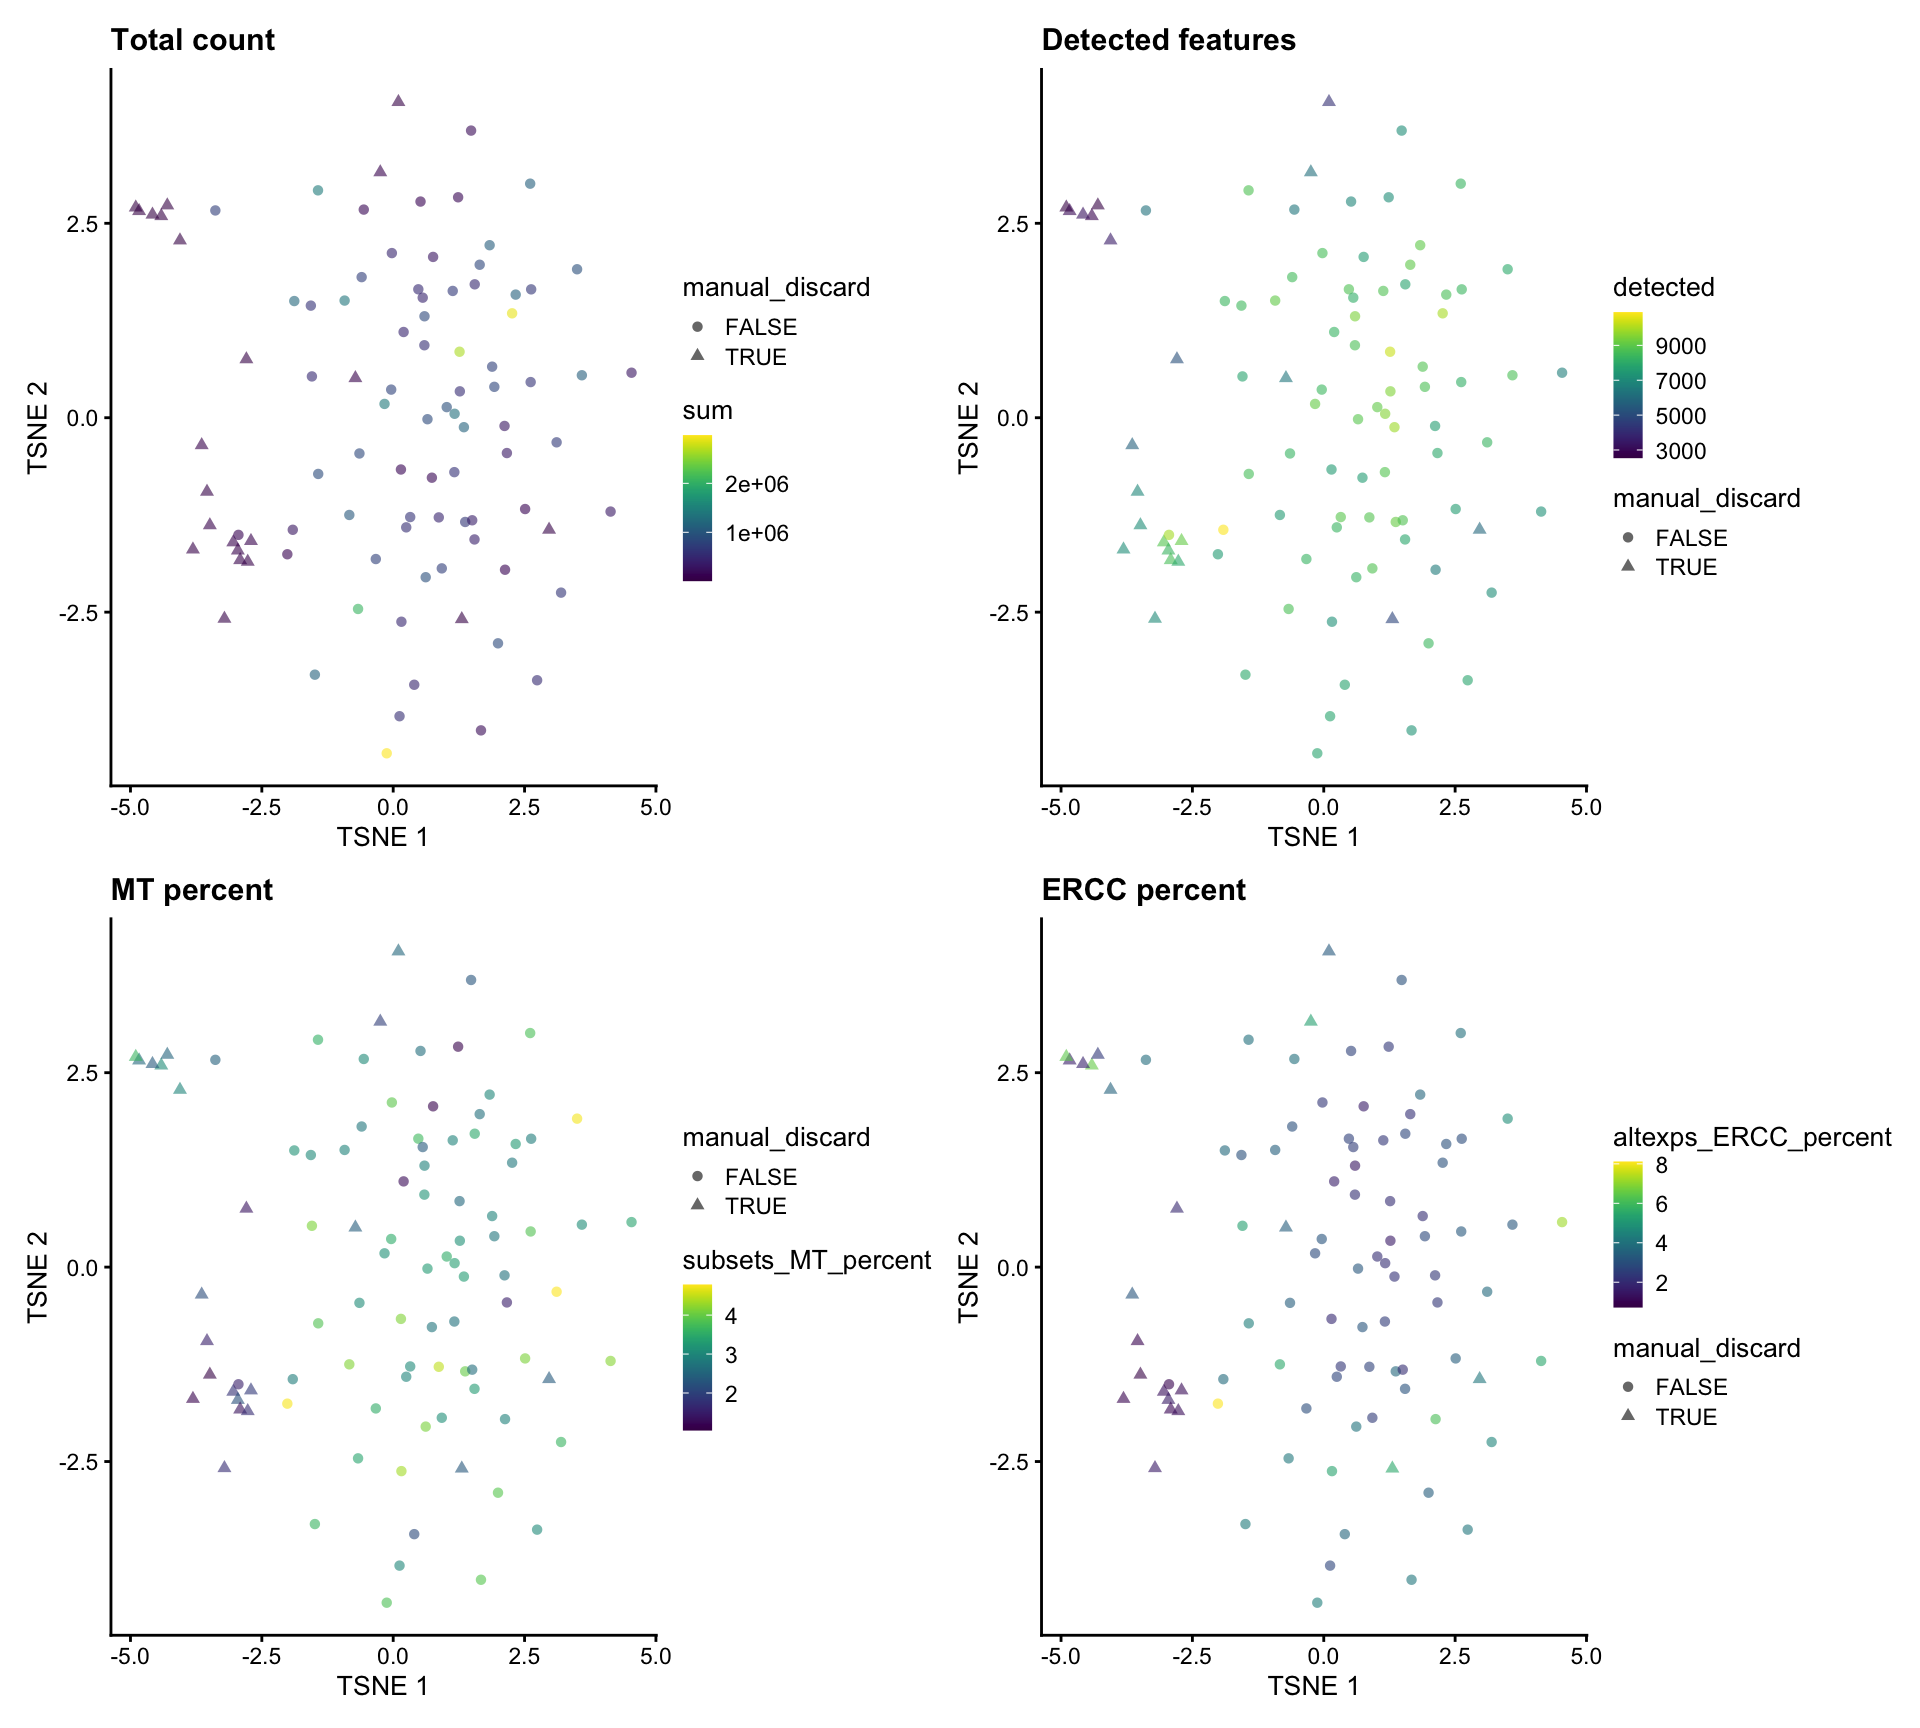 Total count
2.5
0.0
-2.5
TSNE 2
-5.0 -2.5 0.0 2.5 5.0
TSNE 1
manual_discard
FALSE
TRUE
sum
2e+06
1e+06
Detected features
2.5
0.0
-2.5
TSNE 2
-5.0 -2.5 0.0 2.5 5.0
TSNE 1
detected
9000
7000
5000
3000
manual_discard
FALSE
TRUE
MT percent
2.5
0.0
-2.5
TSNE 2
-5.0 -2.5 0.0 2.5 5.0
TSNE 1
manual_discard
FALSE
TRUE
subsets_MT_percent
4
3
2
ERCC percent
2.5
0.0
-2.5
TSNE 2
-5.0 -2.5 0.0 2.5 5.0
TSNE 1
altexps_ERCC_percent
8
6
4
2
manual_discard
FALSE
TRUE